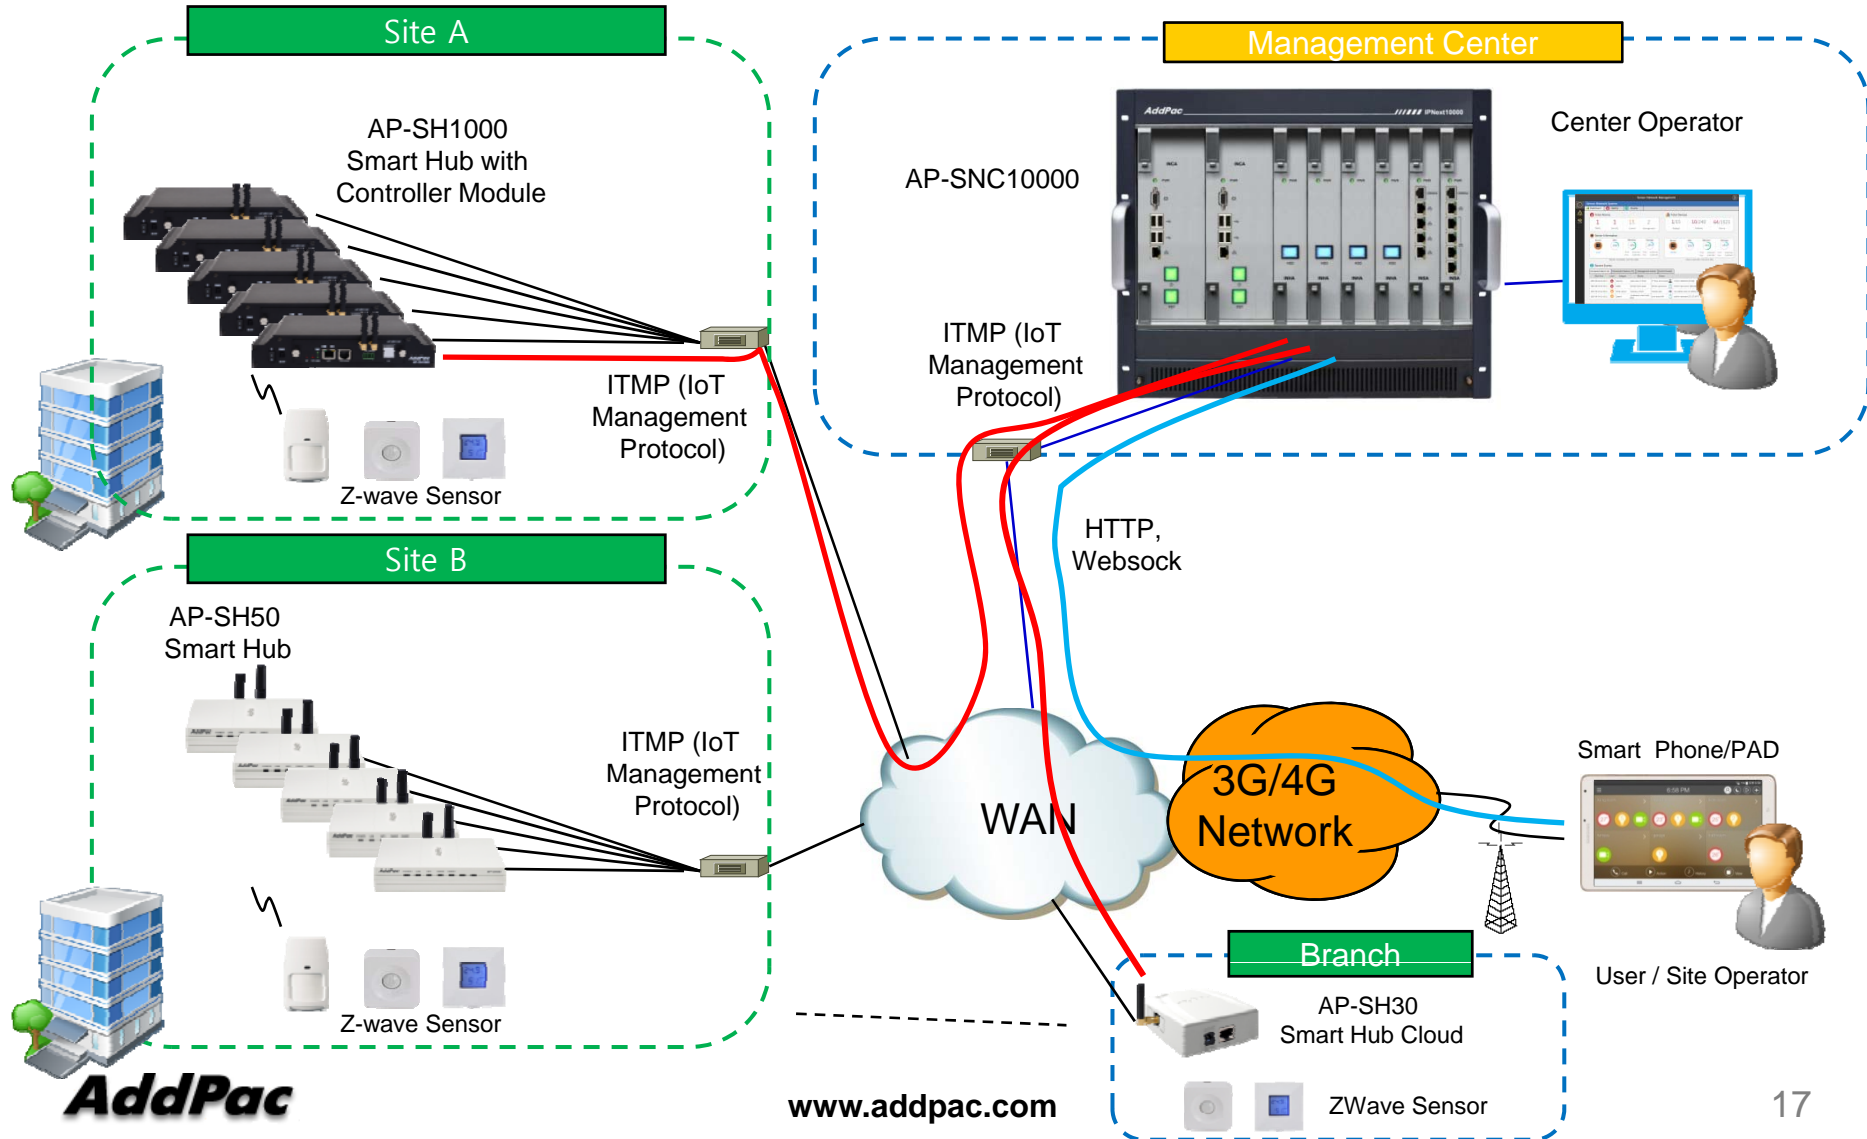 Site A
Management Center
AP-SH1000
Smart Hub with
Controller Module
AddPac
IPNext10000
Center Operator
AP-SNC10000
ITMP (IoT
Management
Protocol)
ITMP (IoT
Management
Protocol)
Z-wave Sensor
HTTP,
Websock
Site B
AP-SH50
Smart Hub
ITMP (IoT
Management
Protocol)
Smart Phone/PAD
3G/4G
Network
WAN
Z-wave Sensor
Branch
User / Site Operator
AP-SH30
Smart Hub Cloud
ZWave Sensor
AddPac
www.addpac.com
17